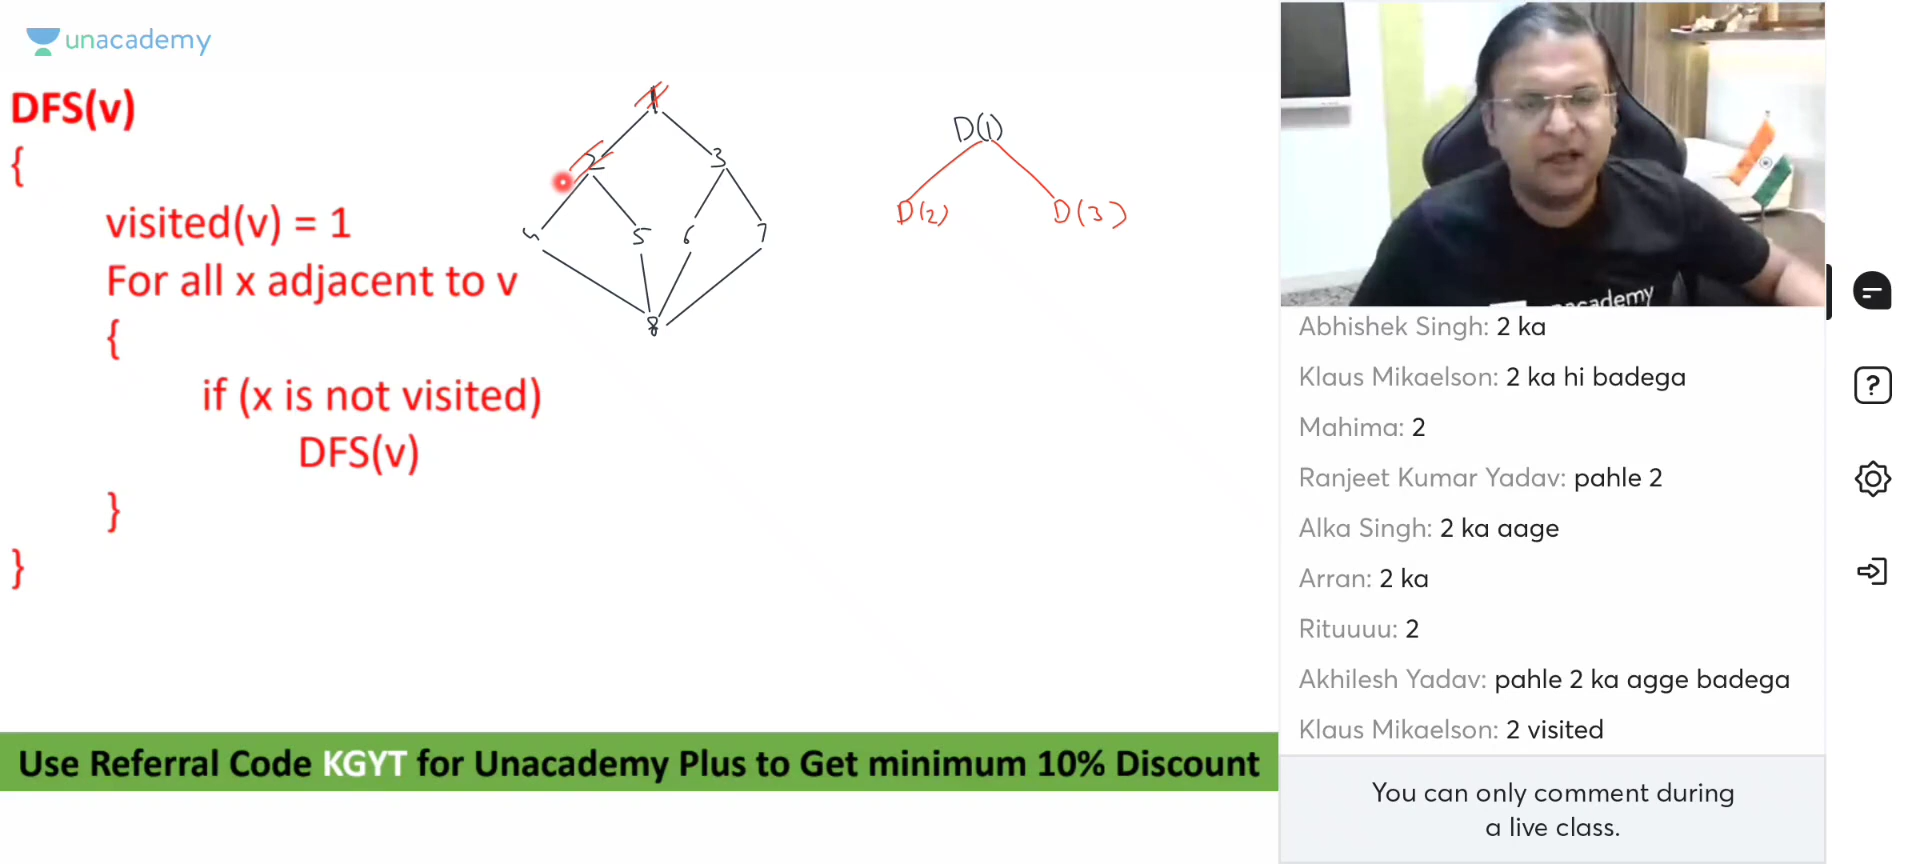 unacademy
DFS(v)
{
visited(v) = 1
For all x adjacent to v
{
if (x is not visited)
DFS(v)
}
}
1
2
3
4
5
6
7
8
D(1)
D(2)
D(3)
Use Referral Code KGYT for Unacademy Plus to Get minimum 10% Discount
unacademy
Abhishek Singh: 2 ka
Klaus Mikaelson: 2 ka hi badega
Mahima: 2
Ranjeet Kumar Yadav: pahle 2
Alka Singh: 2 ka aage
Arran: 2 ka
Rituuuu: 2
Akhilesh Yadav: pahle 2 ka agge badega
Klaus Mikaelson: 2 visited
You can only comment during
a live class.
?